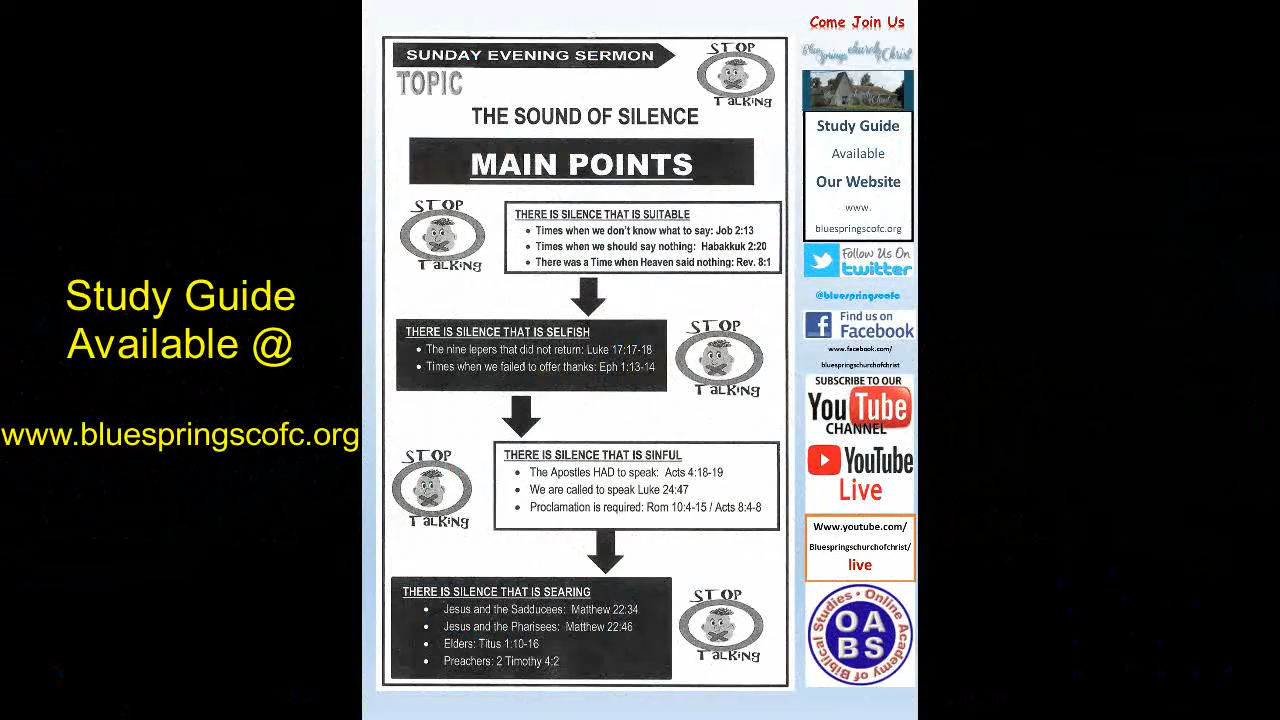 Study Guide
Available @
www.bluespringscofc.org
SUNDAY EVENING SERMON
TOPIC
STOP
TALKING
THE SOUND OF SILENCE
MAIN POINTS
STOP
TALKING
THERE IS SILENCE THAT IS SUITABLE
• Times when we don't know what to say: Job 2:13
• Times when we should say nothing: Habakkuk 2:20
• There was a Time when Heaven said nothing: Rev. 8:1
THERE IS SILENCE THAT IS SELFISH
• The nine lepers that did not return: Luke 17:17-18
• Times when we failed to offer thanks: Eph 1:13-14
STOP
TALKING
STOP
TALKING
THERE IS SILENCE THAT IS SINFUL
• The Apostles HAD to speak: Acts 4:18-19
• We are called to speak Luke 24:47
• Proclamation is required: Rom 10:4-15 / Acts 8:4-8
THERE IS SILENCE THAT IS SEARING
• Jesus and the Sadducees: Matthew 22:34
• Jesus and the Pharisees: Matthew 22:46
• Elders: Titus 1:10-16
• Preachers: 2 Timothy 4:2
STOP
TALKING
Come Join Us
Blue Springs church of Christ
Study Guide
Available
Our Website
www.
bluespringscofc.org
Follow Us On
twitter
@bluespringscofc
Find us on
Facebook
www.facebook.com/
bluespringschurchofchrist
SUBSCRIBE TO OUR
YouTube
CHANNEL
YouTube
Live
Www.youtube.com/
Bluespringschurchofchrist/
live
Online Academy of Biblical Studies
OA
BS